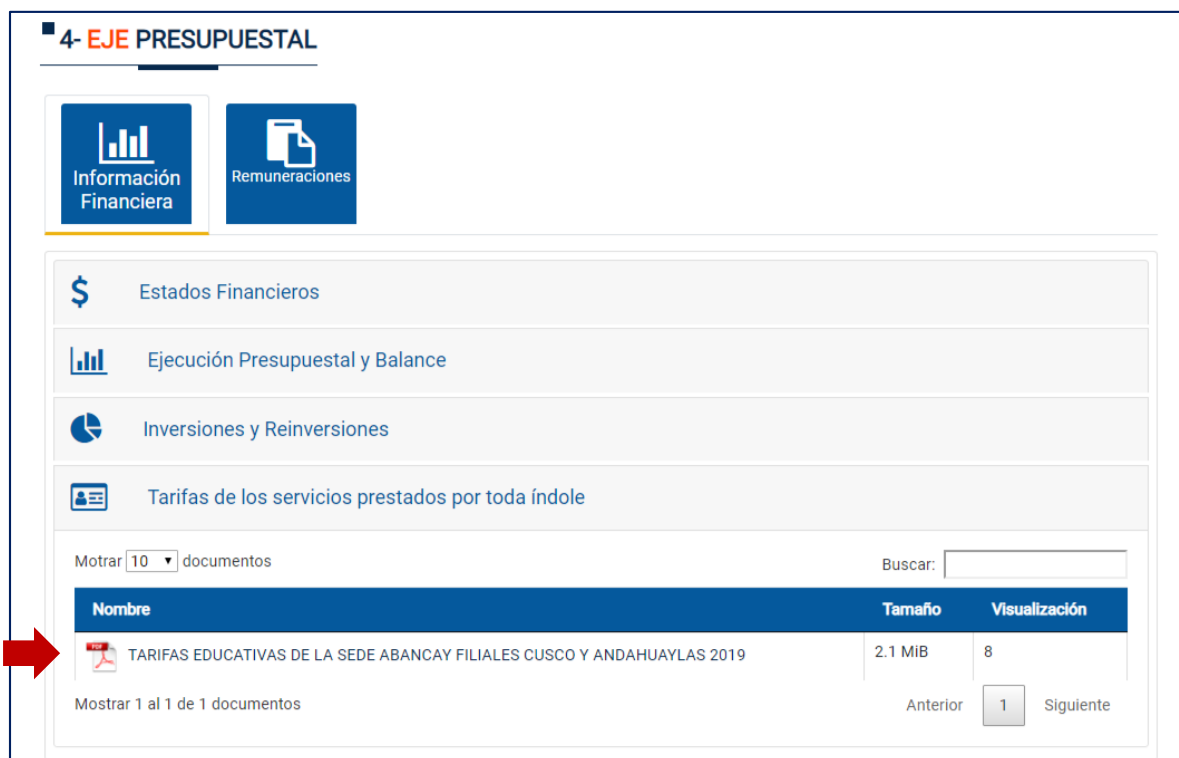 4- EJE PRESUPUESTAL
Información
Financiera
Remuneraciones
Estados Financieros
Ejecución Presupuestal y Balance
Inversiones y Reinversiones
Tarifas de los servicios prestados por toda índole
Motrar 10 documentos
Buscar:
Nombre Tamaño Visualización
PDF TARIFAS EDUCATIVAS DE LA SEDE ABANCAY FILIALES CUSCO Y ANDAHUAYLAS 2019 2.1 MiB 8
Mostrar 1 al 1 de 1 documentos
Anterior 1 Siguiente